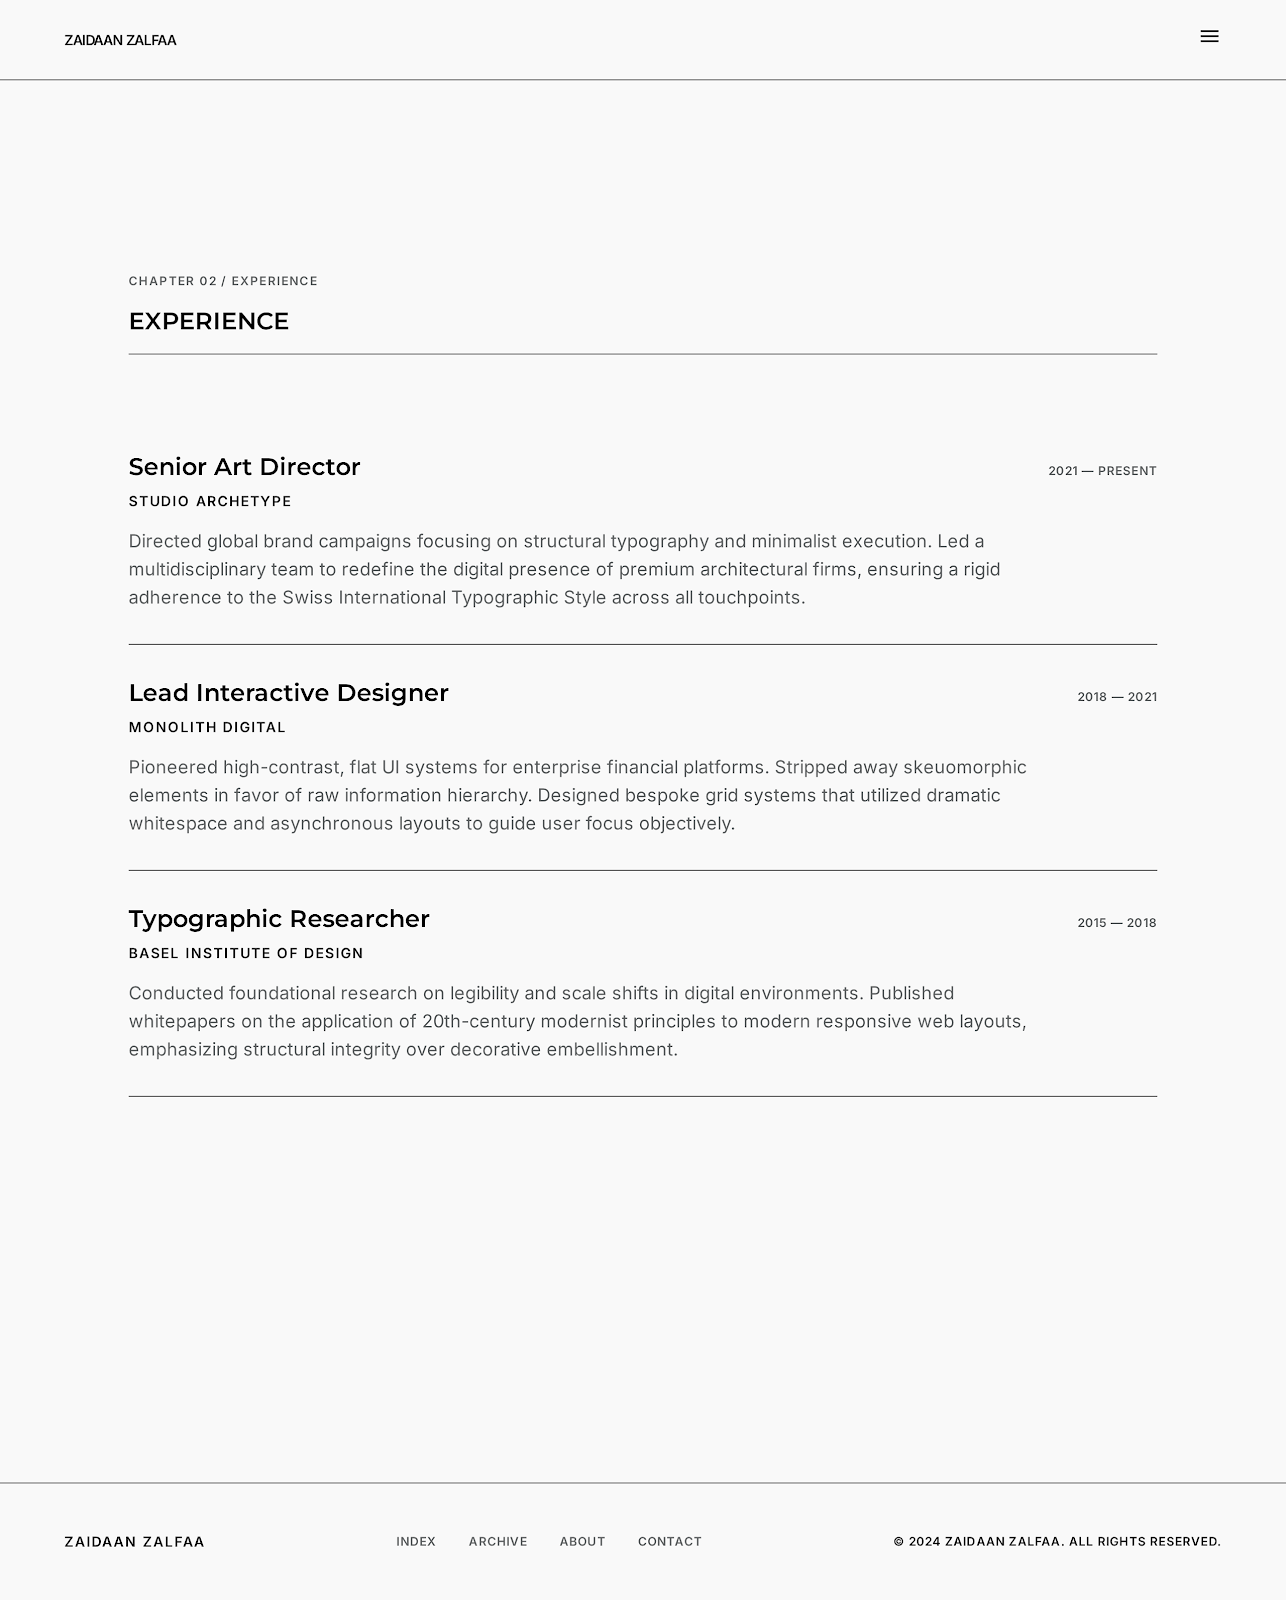 ZAIDAAN ZALFAA
CHAPTER 02 / EXPERIENCE
EXPERIENCE
Senior Art Director
2021 — PRESENT
STUDIO ARCHETYPE
Directed global brand campaigns focusing on structural typography and minimalist execution. Led a
multidisciplinary team to redefine the digital presence of premium architectural firms, ensuring a rigid
adherence to the Swiss International Typographic Style across all touchpoints.
Lead Interactive Designer
2018 — 2021
MONOLITH DIGITAL
Pioneered high-contrast, flat UI systems for enterprise financial platforms. Stripped away skeuomorphic
elements in favor of raw information hierarchy. Designed bespoke grid systems that utilized dramatic
whitespace and asynchronous layouts to guide user focus objectively.
Typographic Researcher
2015 — 2018
BASEL INSTITUTE OF DESIGN
Conducted foundational research on legibility and scale shifts in digital environments. Published
whitepapers on the application of 20th-century modernist principles to modern responsive web layouts,
emphasizing structural integrity over decorative embellishment.
ZAIDAAN ZALFAA
INDEX
ARCHIVE
ABOUT
CONTACT
© 2024 ZAIDAAN ZALFAA. ALL RIGHTS RESERVED.